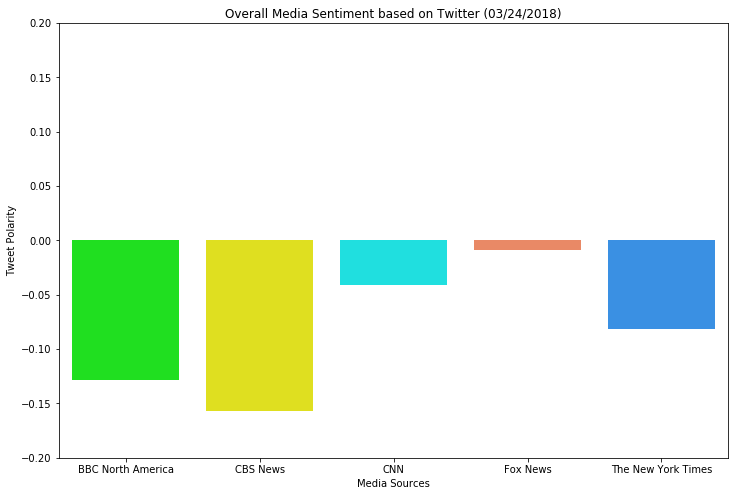 Overall Media Sentiment based on Twitter (03/24/2018)
0.20
0.15
0.10
0.05
0.00
−0.05
−0.10
−0.15
−0.20
Tweet Polarity
BBC North America CBS News CNN Fox News The New York Times
Media Sources